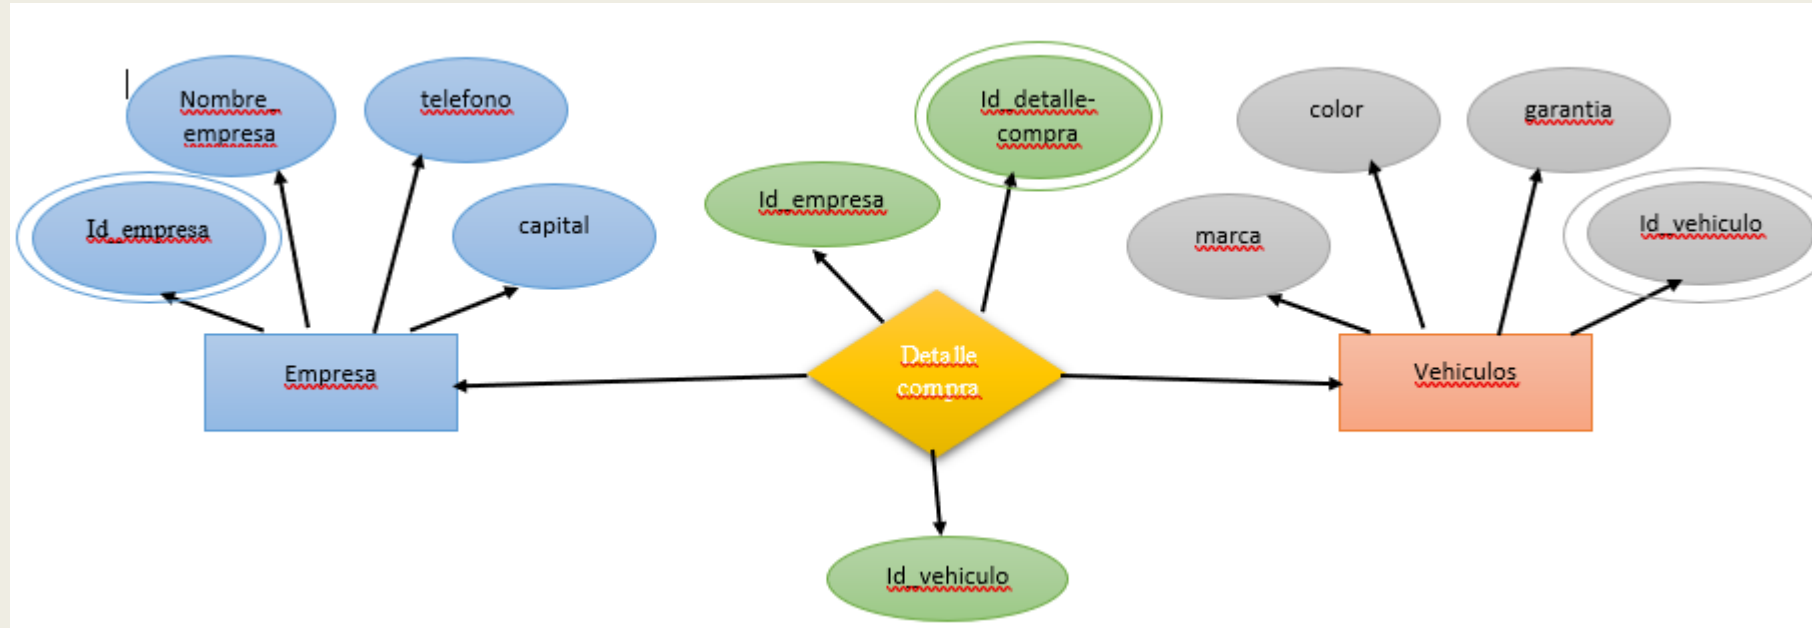 Nombre_
empresa
telefono
Id_empresa
capital
Id_empresa
Id_detalle-
compra
color
garantia
marca
Id_vehiculo
Empresa
Detalle
compra
Vehiculos
Id_vehiculo